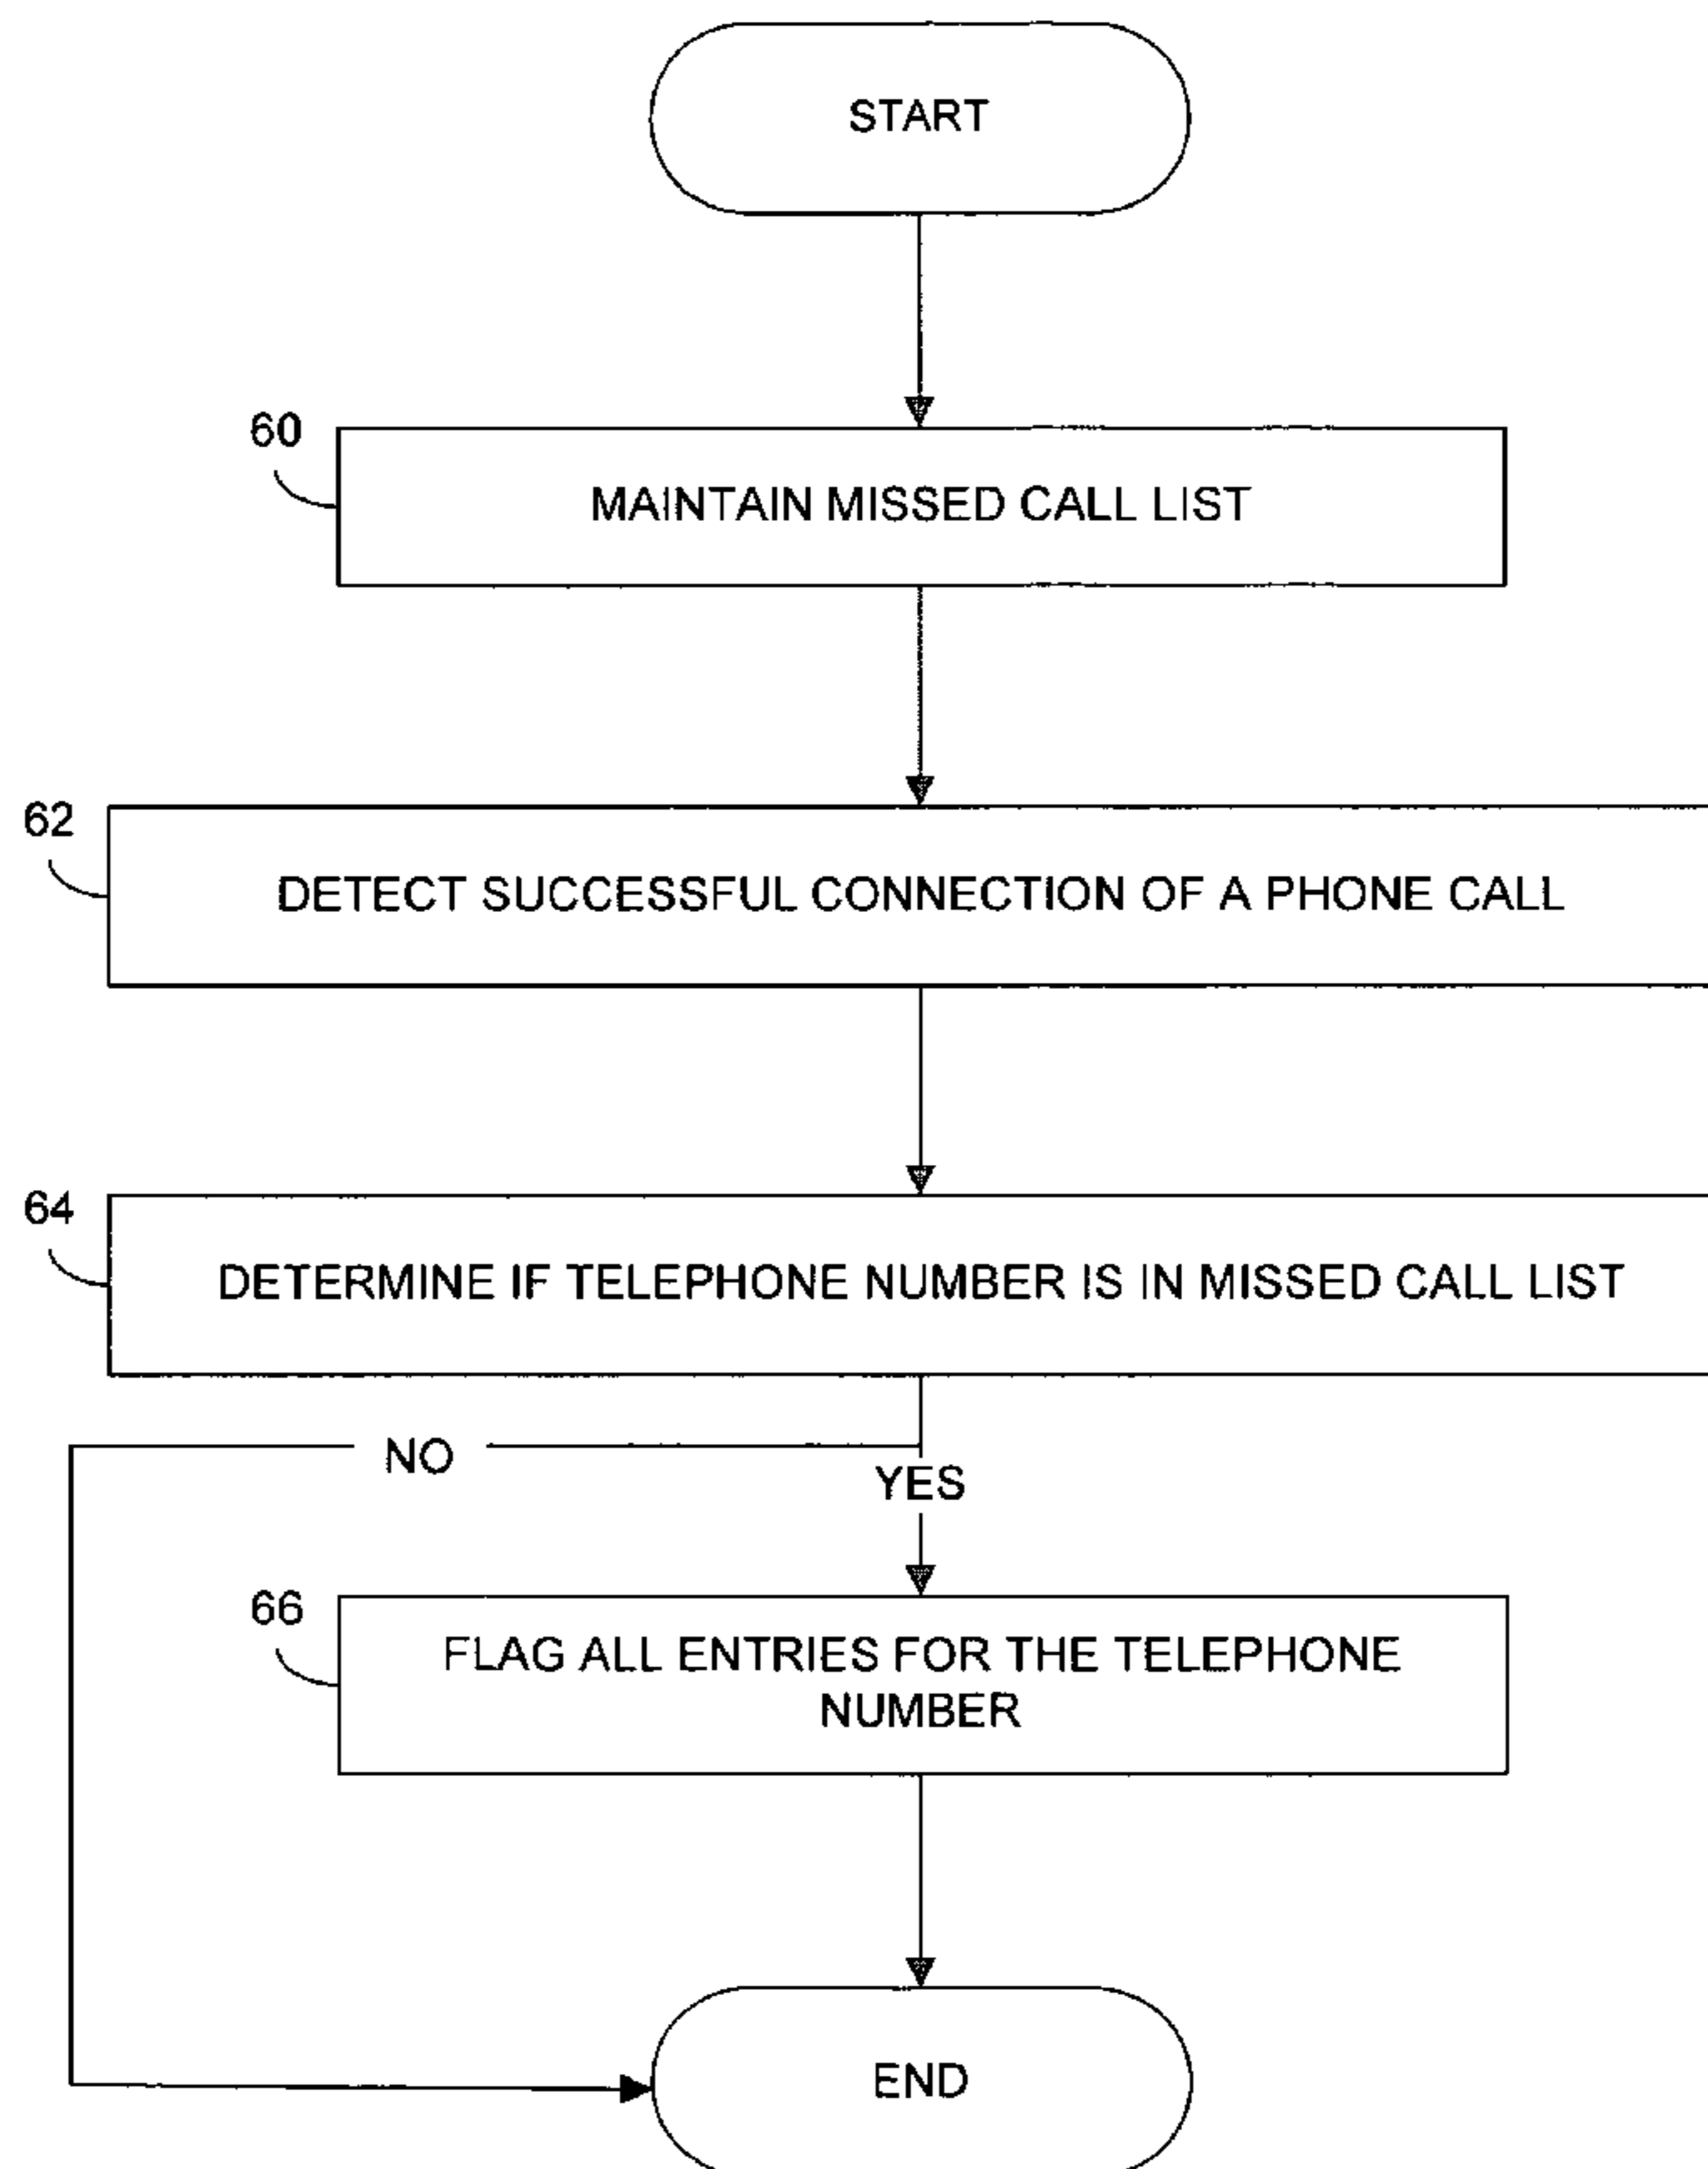 START
60
MAINTAIN MISSED CALL LIST
62
DETECT SUCCESSFUL CONNECTION OF A PHONE CALL
64
DETERMINE IF TELEPHONE NUMBER IS IN MISSED CALL LIST
NO
YES
66
FLAG ALL ENTRIES FOR THE TELEPHONE
NUMBER
END